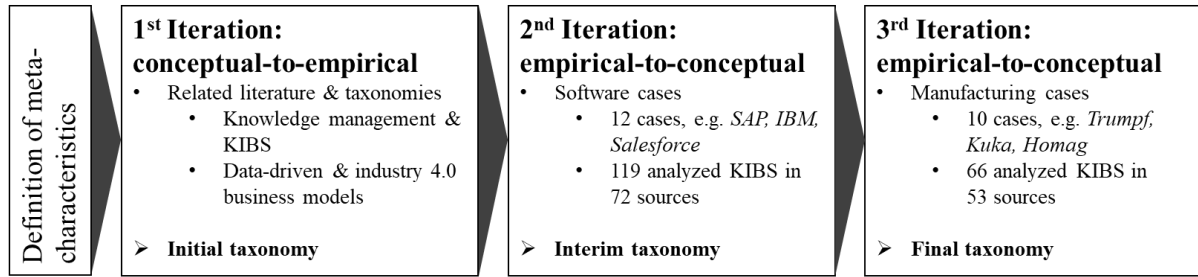 Definition of meta-
characteristics
1st Iteration:
conceptual-to-empirical
• Related literature & taxonomies
• Knowledge management &
KIBS
• Data-driven & industry 4.0
business models
➢ Initial taxonomy
2nd Iteration:
empirical-to-conceptual
• Software cases
• 12 cases, e.g. SAP, IBM,
Salesforce
• 119 analyzed KIBS in
72 sources
➢ Interim taxonomy
3rd Iteration:
empirical-to-conceptual
• Manufacturing cases
• 10 cases, e.g. Trumpf,
Kuka, Homag
• 66 analyzed KIBS in
53 sources
➢ Final taxonomy